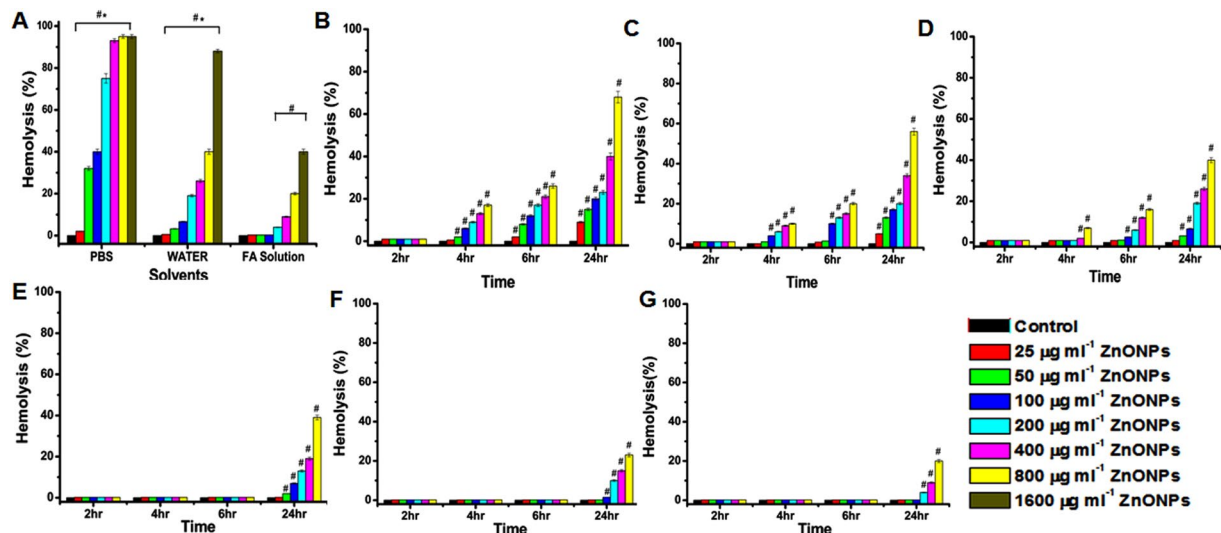 A
#*
#*
#
Hemolysis (%)
100
80
60
40
20
0
PBS
WATER
FA Solution
Solvents
B
Hemolysis (%)
100
80
60
40
20
0
# # # # #
# # # # # #
# # # # # #
2hr
4hr
6hr
24hr
Time
C
Hemolysis (%)
100
80
60
40
20
0
# # # #
# # # #
# # # # # #
2hr
4hr
6hr
24hr
Time
D
Hemolysis (%)
100
80
60
40
20
0
# #
# # # #
# # # # #
2hr
4hr
6hr
24hr
Time
E
Hemolysis (%)
100
80
60
40
20
0
# # # # #
2hr
4hr
6hr
24hr
Time
F
Hemolysis (%)
100
80
60
40
20
0
# # # #
2hr
4hr
6hr
24hr
Time
G
Hemolysis(%)
100
80
60
40
20
0
# # #
2hr
4hr
6hr
24hr
Time
Control
25 µg ml⁻¹ ZnONPs
50 µg ml⁻¹ ZnONPs
100 µg ml⁻¹ ZnONPs
200 µg ml⁻¹ ZnONPs
400 µg ml⁻¹ ZnONPs
800 µg ml⁻¹ ZnONPs
1600 µg ml⁻¹ ZnONPs